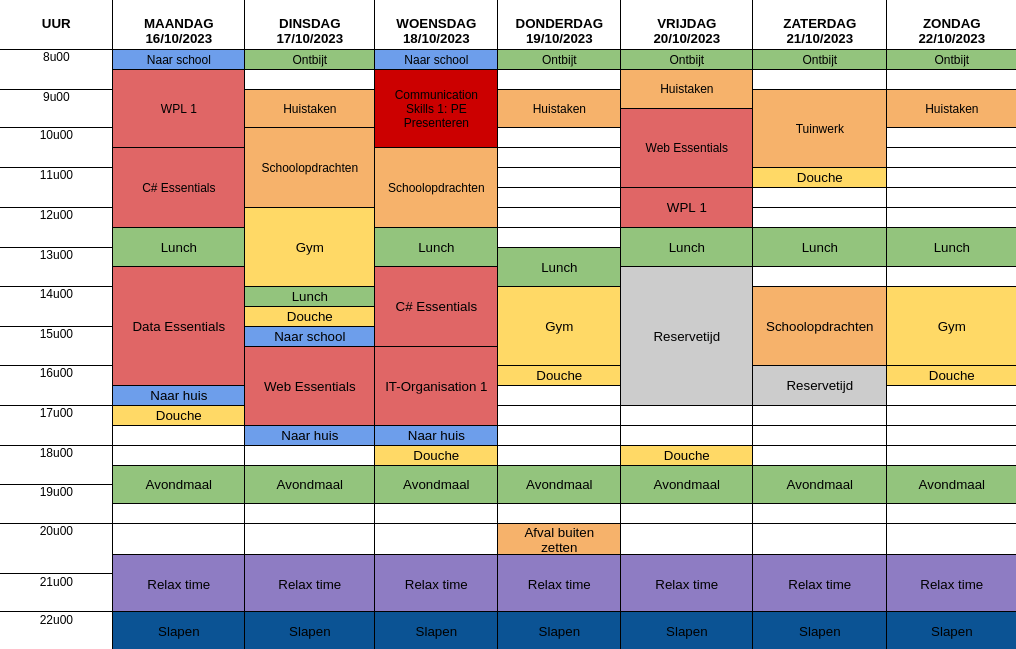 UUR
MAANDAG
16/10/2023
DINSDAG
17/10/2023
WOENSDAG
18/10/2023
DONDERDAG
19/10/2023
VRIJDAG
20/10/2023
ZATERDAG
21/10/2023
ZONDAG
22/10/2023
8u00
Naar school
Ontbijt
Naar school
Ontbijt
Ontbijt
Ontbijt
Ontbijt
9u00
WPL 1
Huistaken
Communication
Skills 1: PE
Presenteren
Huistaken
Huistaken
Tuinwerk
Huistaken
10u00
Schoolopdrachten
Web Essentials
11u00
C# Essentials
Schoolopdrachten
Douche
12u00
Gym
WPL 1
Lunch
Lunch
Lunch
Lunch
Lunch
13u00
Lunch
14u00
Data Essentials
Lunch
Douche
C# Essentials
Gym
Reservetijd
Schoolopdrachten
Gym
15u00
Naar school
16u00
Web Essentials
IT-Organisation 1
Douche
Reservetijd
Douche
Naar huis
17u00
Douche
Naar huis
Naar huis
18u00
Douche
Douche
Avondmaal
Avondmaal
Avondmaal
Avondmaal
Avondmaal
Avondmaal
Avondmaal
19u00
20u00
Afval buiten
zetten
21u00
Relax time
Relax time
Relax time
Relax time
Relax time
Relax time
Relax time
22u00
Slapen
Slapen
Slapen
Slapen
Slapen
Slapen
Slapen